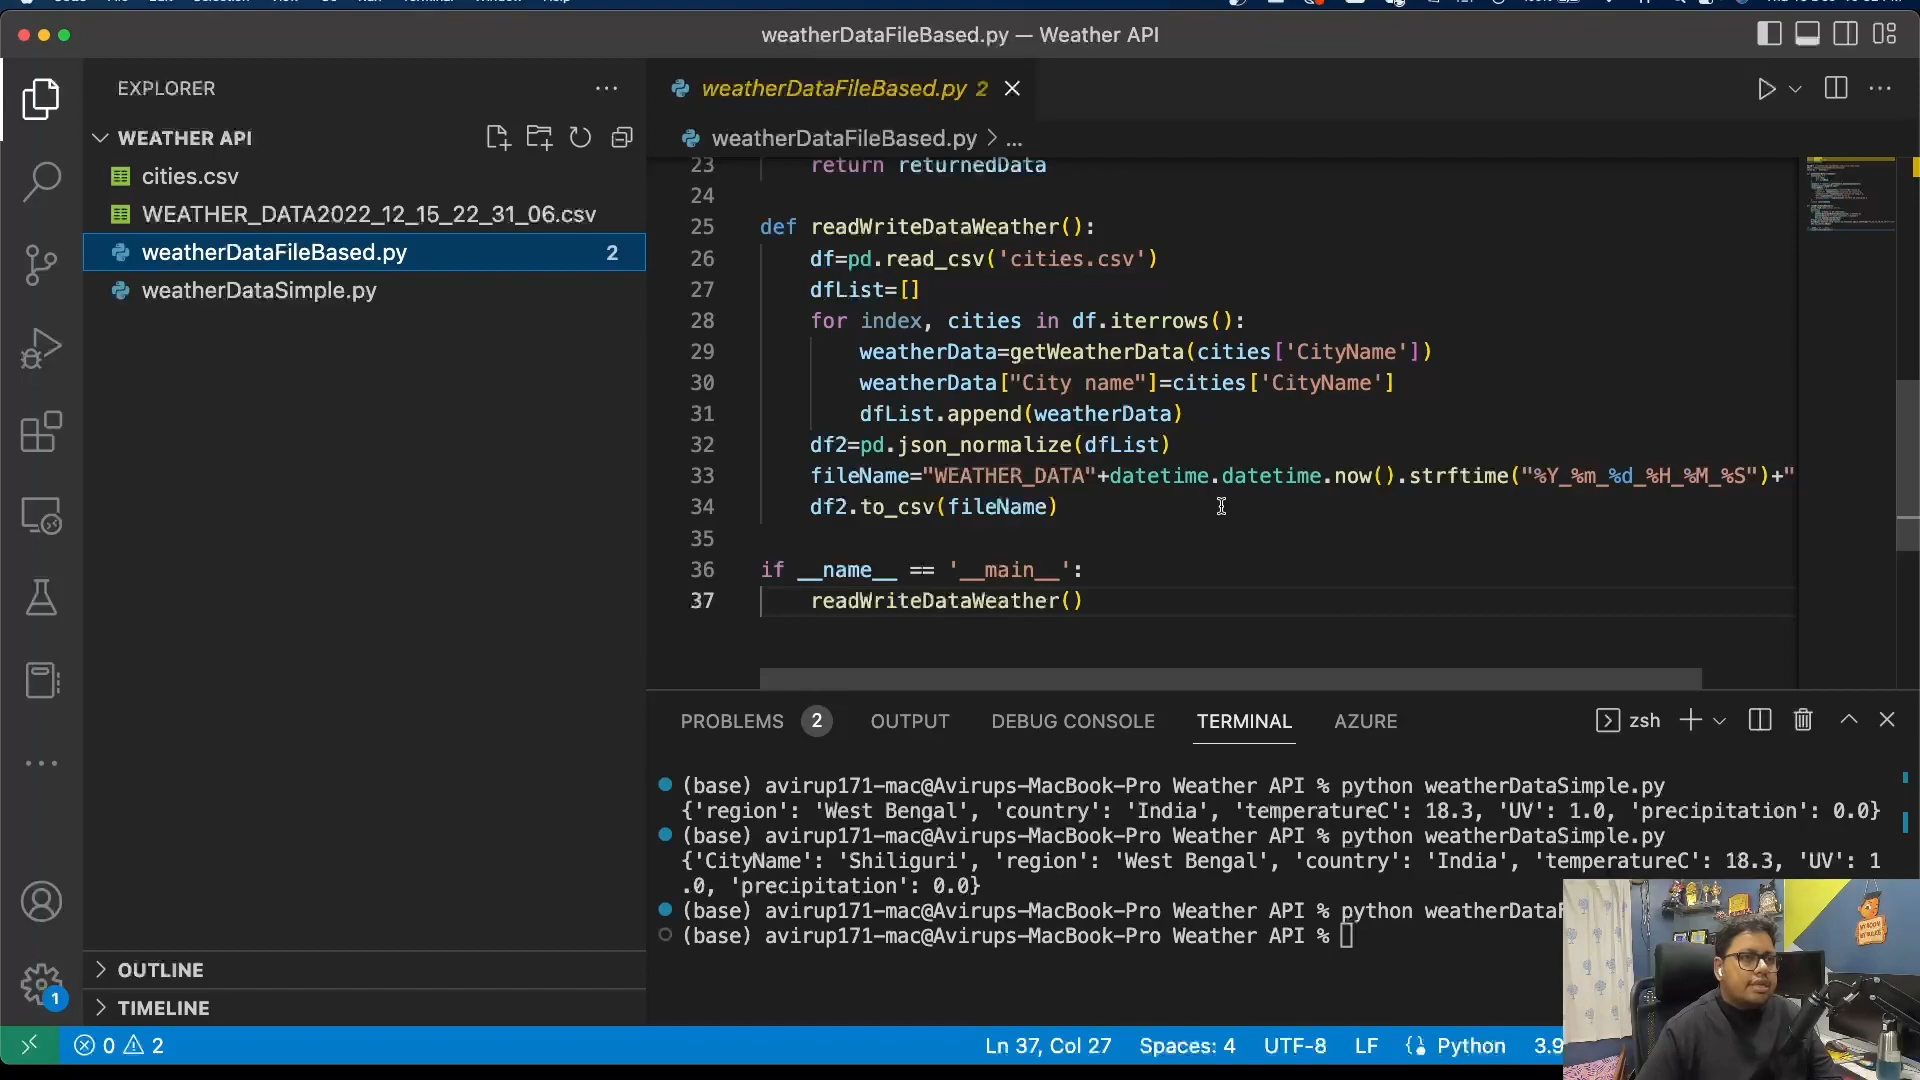 weatherDataFileBased.py — Weather API
EXPLORER
WEATHER API
cities.csv
WEATHER_DATA2022_12_15_22_31_06.csv
weatherDataFileBased.py 2
weatherDataSimple.py
OUTLINE
TIMELINE
weatherDataFileBased.py 2
weatherDataFileBased.py > ...
23 return returnedData
24
25 def readWriteDataWeather():
26 df=pd.read_csv('cities.csv')
27 dfList=[]
28 for index, cities in df.iterrows():
29 weatherData=getWeatherData(cities['CityName'])
30 weatherData["City name"]=cities['CityName']
31 dfList.append(weatherData)
32 df2=pd.json_normalize(dfList)
33 fileName="WEATHER_DATA"+datetime.datetime.now().strftime("%Y_%m_%d_%H_%M_%S")+"
34 df2.to_csv(fileName)
35
36 if __name__ == '__main__':
37 readWriteDataWeather()
PROBLEMS 2 OUTPUT DEBUG CONSOLE TERMINAL AZURE zsh
(base) avirup171-mac@Avirups-MacBook-Pro Weather API % python weatherDataSimple.py
{'region': 'West Bengal', 'country': 'India', 'temperatureC': 18.3, 'UV': 1.0, 'precipitation': 0.0}
(base) avirup171-mac@Avirups-MacBook-Pro Weather API % python weatherDataSimple.py
{'CityName': 'Shiliguri', 'region': 'West Bengal', 'country': 'India', 'temperatureC': 18.3, 'UV': 1
.0, 'precipitation': 0.0}
(base) avirup171-mac@Avirups-MacBook-Pro Weather API % python weatherDataF
(base) avirup171-mac@Avirups-MacBook-Pro Weather API %
1
0 2 Ln 37, Col 27 Spaces: 4 UTF-8 LF Python 3.9